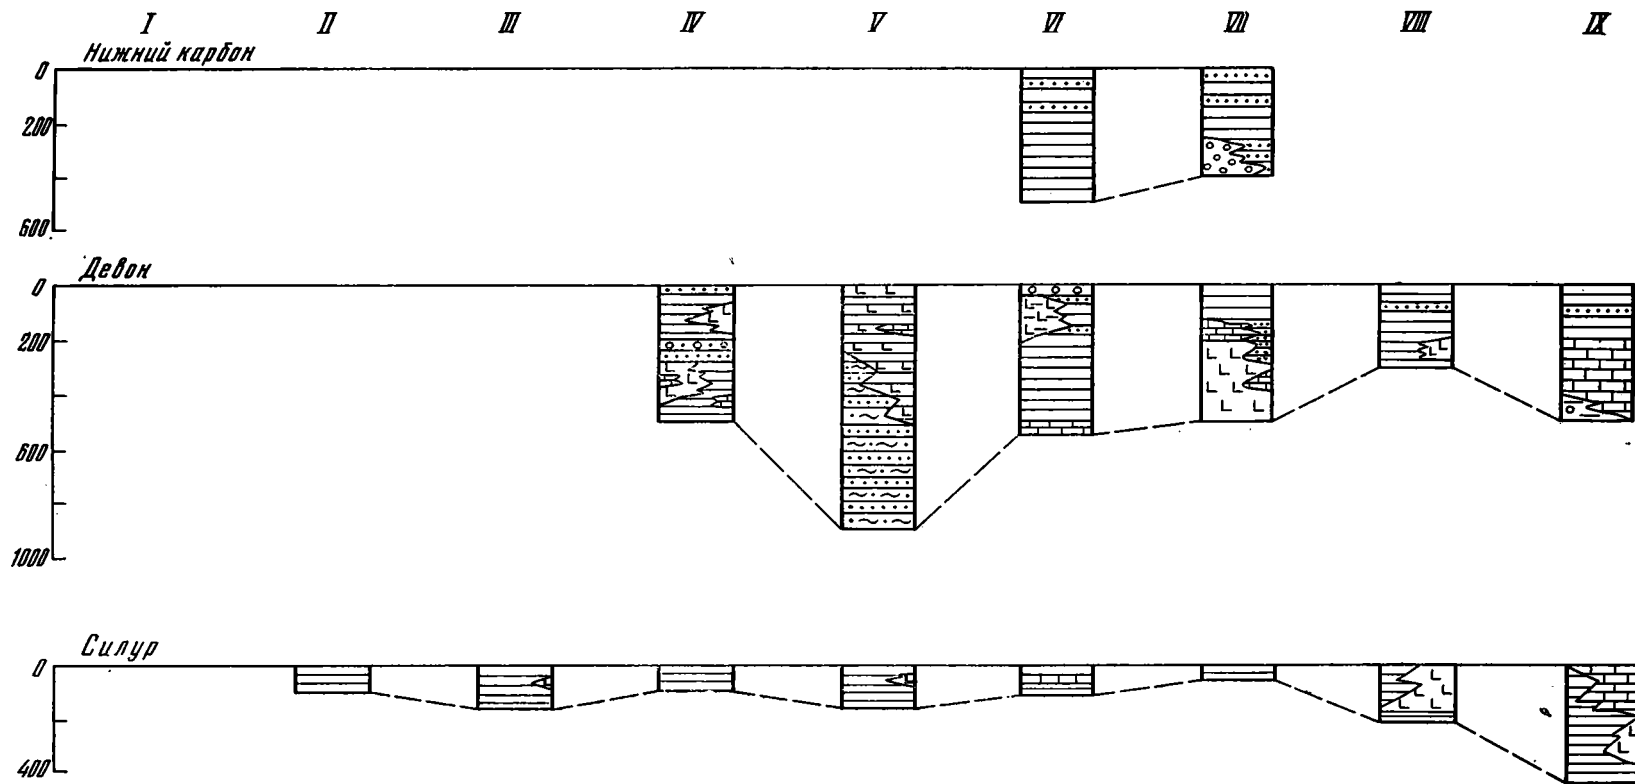 I II III IV V VI VII VIII IX
Нижний карбон
0
200
600
Девон
0
200
600
1000
Силур
0
400